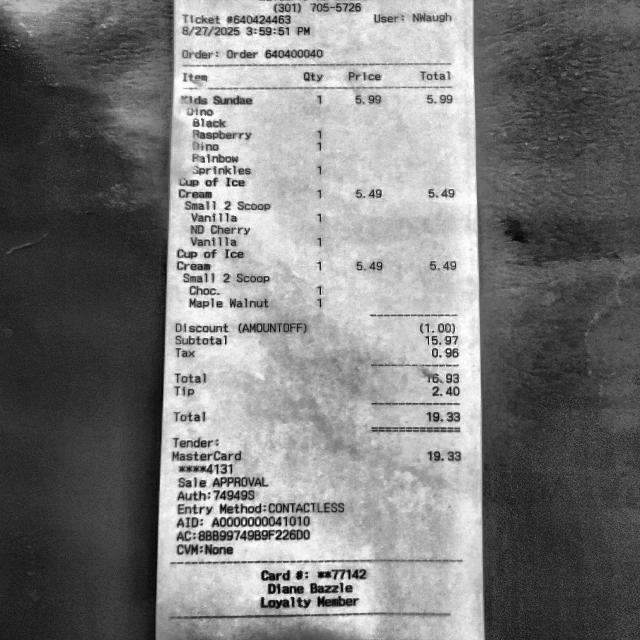 (301) 705-5726
Ticket #640424463 User: NWaugh
8/27/2025 3:59:51 PM
Order: Order 640400040
Item Qty Price Total
Kids Sundae 1 5.99 5.99
Dino
Black
Raspberry 1
Dino 1
Rainbow
Sprinkles 1
Cup of Ice
Cream 1 5.49 5.49
Small 2 Scoop
Vanilla 1
ND Cherry
Vanilla 1
Cup of Ice
Cream 1 5.49 5.49
Small 2 Scoop
Choc. 1
Maple Walnut 1
Discount (AMOUNTOFF) (1.00)
Subtotal 15.97
Tax 0.96
Total 16.93
Tip 2.40
Total 19.33
Tender:
MasterCard 19.33
****4131
Sale APPROVAL
Auth:74949S
Entry Method:CONTACTLESS
AID: A0000000041010
AC:8BB99749B9F226D0
CVM:None
Card #: **77142
Diane Bazzle
Loyalty Member